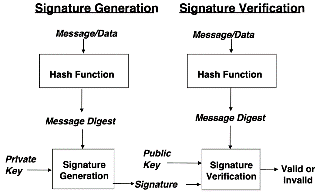 Signature Generation
Message/Data
Hash Function
Message Digest
Private
Key
Signature
Generation
Signature
Signature Verification
Message/Data
Hash Function
Message Digest
Public
Key
Signature
Verification
Valid or
Invalid